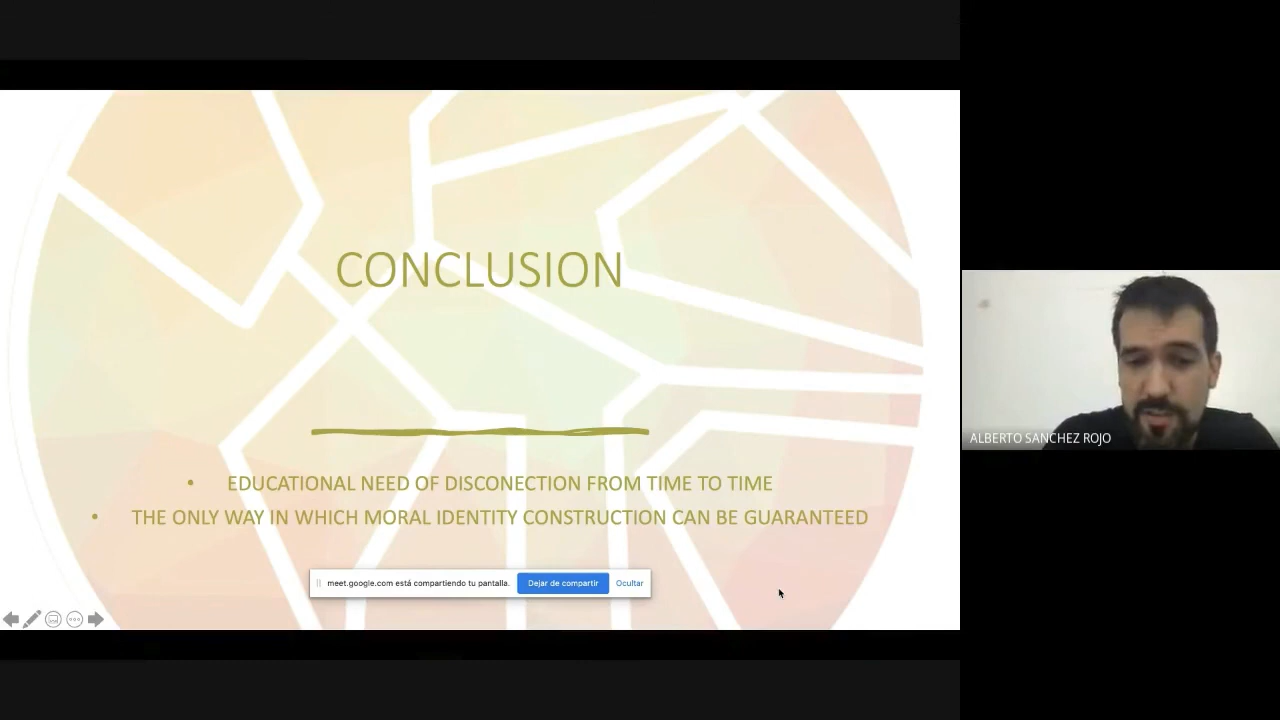 CONCLUSION
• EDUCATIONAL NEED OF DISCONECTION FROM TIME TO TIME
• THE ONLY WAY IN WHICH MORAL IDENTITY CONSTRUCTION CAN BE GUARANTEED
meet.google.com está compartiendo tu pantalla. Dejar de compartir Ocultar
ALBERTO SANCHEZ ROJO